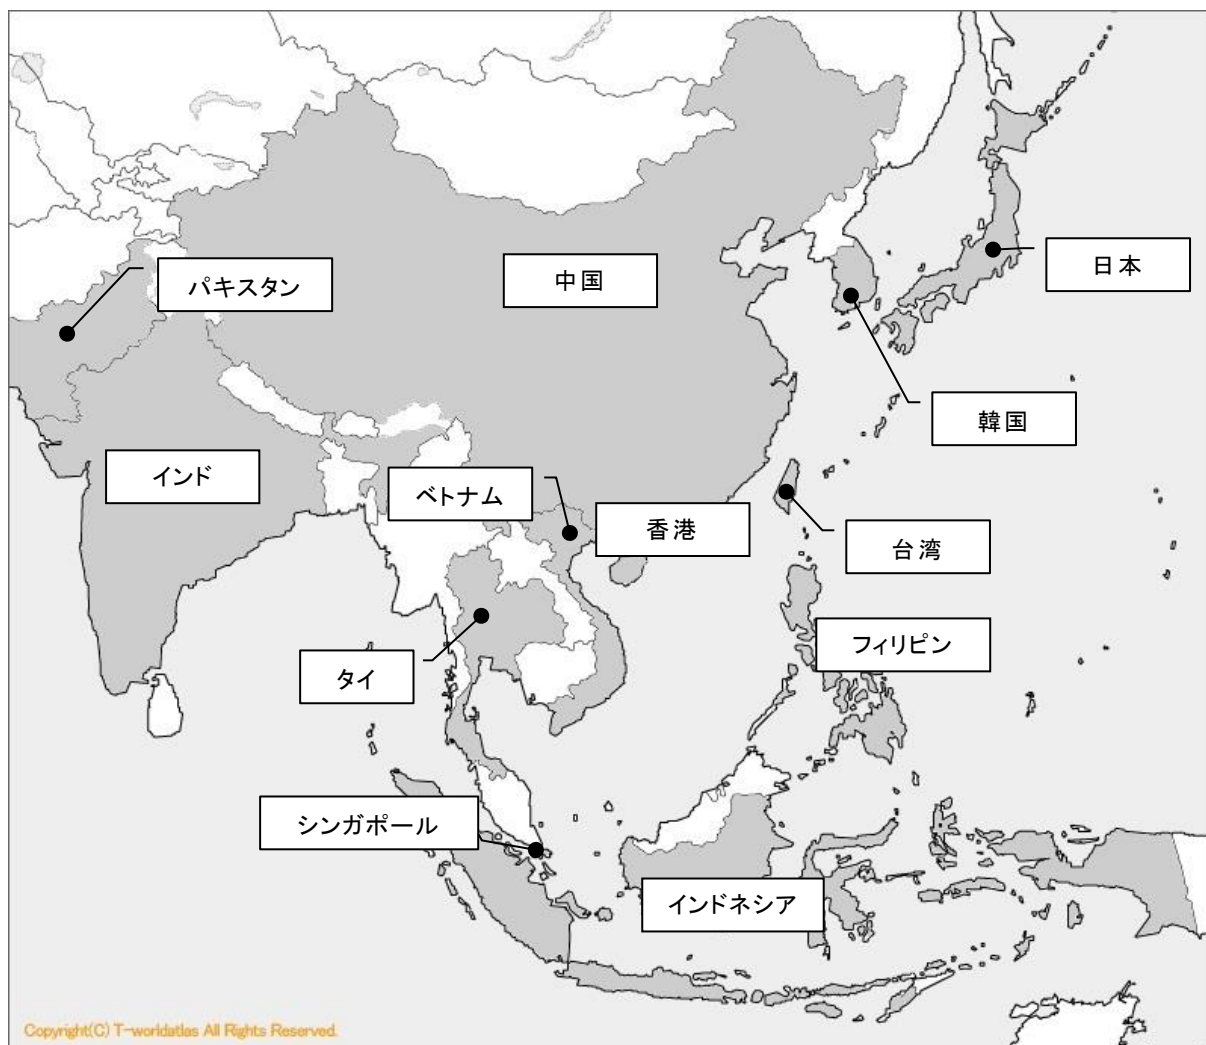 日本
パキスタン
中国
韓国
インド
ベトナム
香港
台湾
フィリピン
タイ
シンガポール
インドネシア
Copyright(C) T-worldatlas All Rights Reserved.